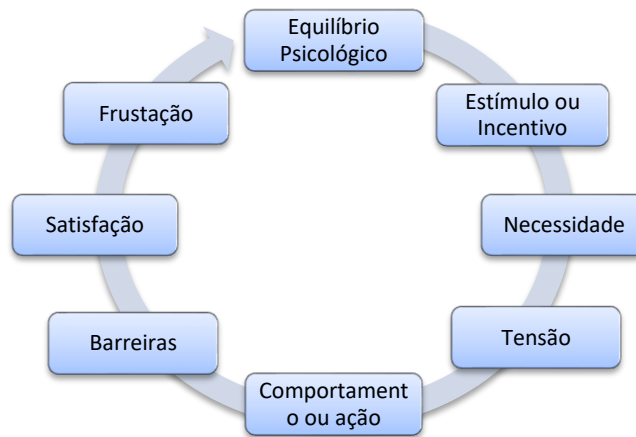 Equilíbrio
Psicológico
Estímulo ou
Incentivo
Necessidade
Tensão
Comportament
o ou ação
Barreiras
Satisfação
Frustação